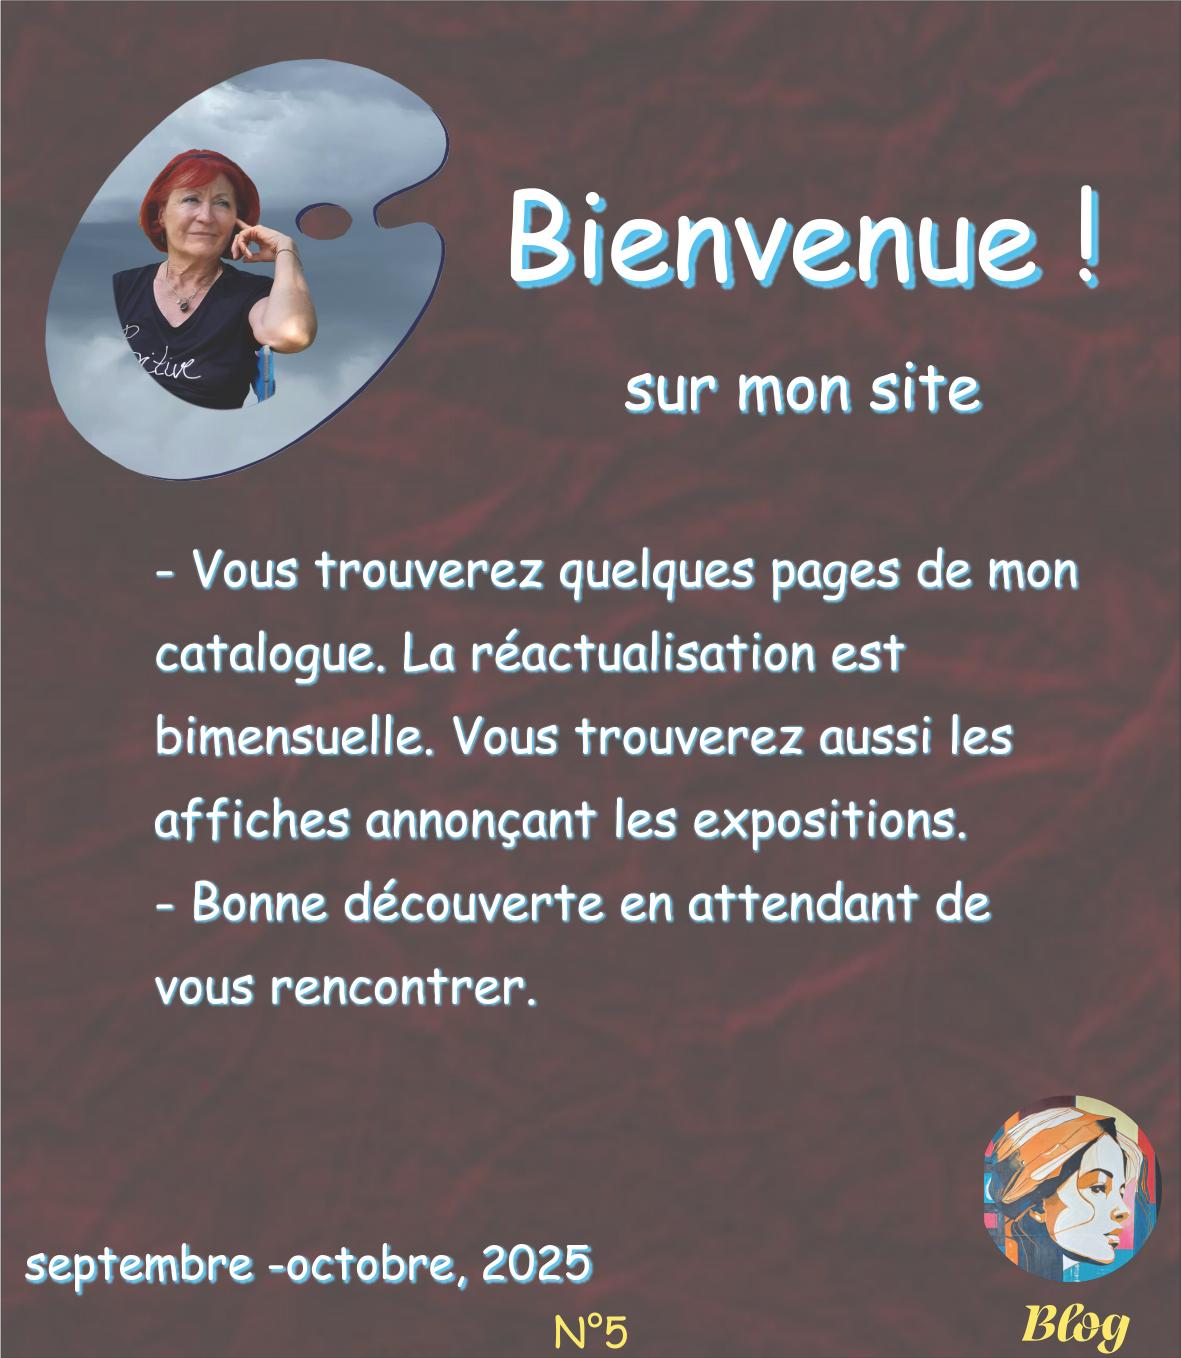 Bienvenue !
sur mon site
- Vous trouverez quelques pages de mon
catalogue. La réactualisation est
bimensuelle. Vous trouverez aussi les
affiches annonçant les expositions.
- Bonne découverte en attendant de
vous rencontrer.
septembre -octobre, 2025
N°5
Blog